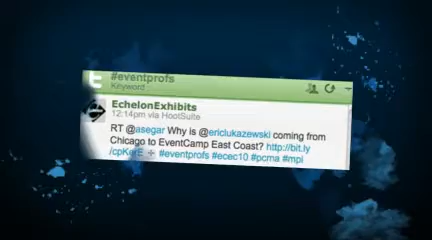 #eventprofs
Keyword
EchelonExhibits
12:14pm via HootSuite
RT @asegar Why is @ericlukazewski coming from
Chicago to EventCamp East Coast? http://bit.ly
/cpKerE #eventprofs #ecec10 #pcma #mpi